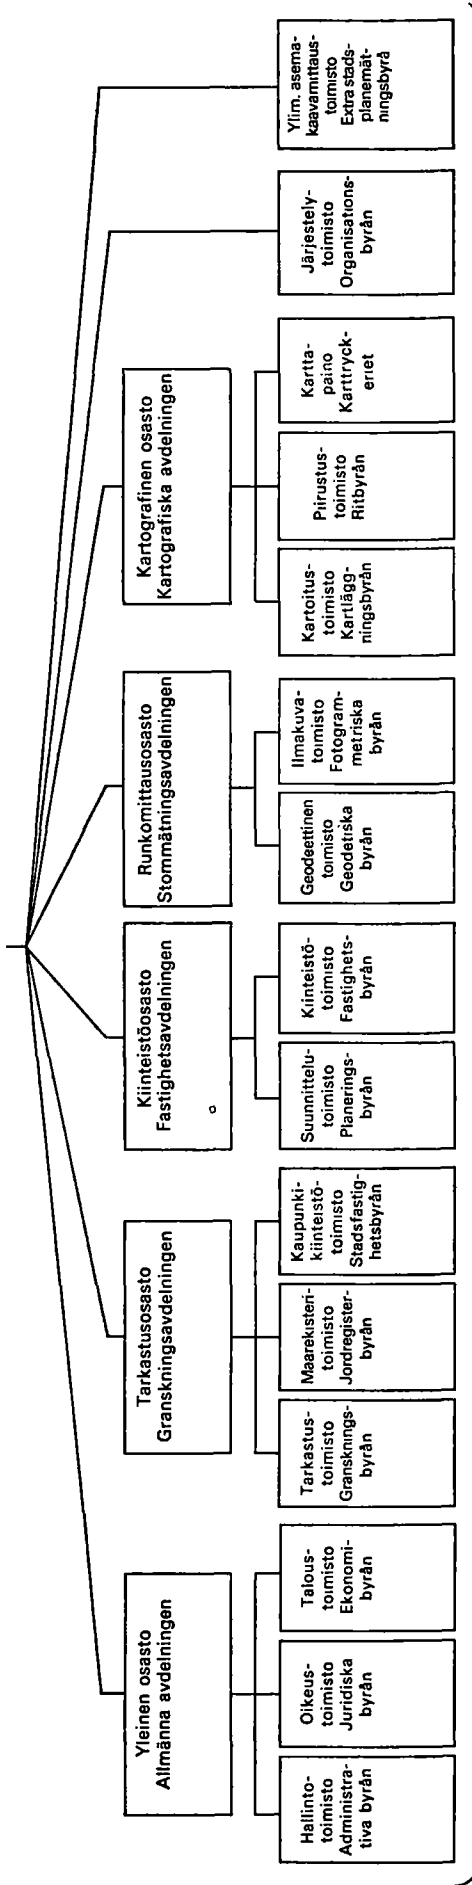 Yleinen osasto
Allmänna avdelningen
Tarkastusosasto
Granskningsavdelningen
Kiinteistöosasto
Fastighetsavdelningen
Runkomittausosasto
Stommätningsavdelningen
Kartografinen osasto
Kartografiska avdelningen
Hallinto-
toimisto
Administra-
tiva byrån
Oikeus-
toimisto
Juridiska
byrån
Talous-
toimisto
Ekonomi-
byrån
Tarkastus-
toimisto
Gransknings-
byrån
Maarekisteri-
toimisto
Jordregister-
byrån
Kaupunki-
kiinteistö-
toimisto
Stadsfastig-
hetsbyrån
Suunnittelu-
toimisto
Planerings-
byrån
Kiinteistö-
toimisto
Fastighets-
byrån
Geodeettinen
toimisto
Geodetiska
byrån
Ilmakuva-
toimisto
Fotogram-
metriska
byrån
Kartoitus-
toimisto
Kartlägg-
ningsbyrån
Piirustus-
toimisto
Ritbyrån
Kartta-
paino
Karttryck-
eriet
Järjestely-
toimisto
Organisations-
byrån
Ylim. asema-
kaavamittaus-
toimisto
Extra stads-
planemät-
ningsbyrå